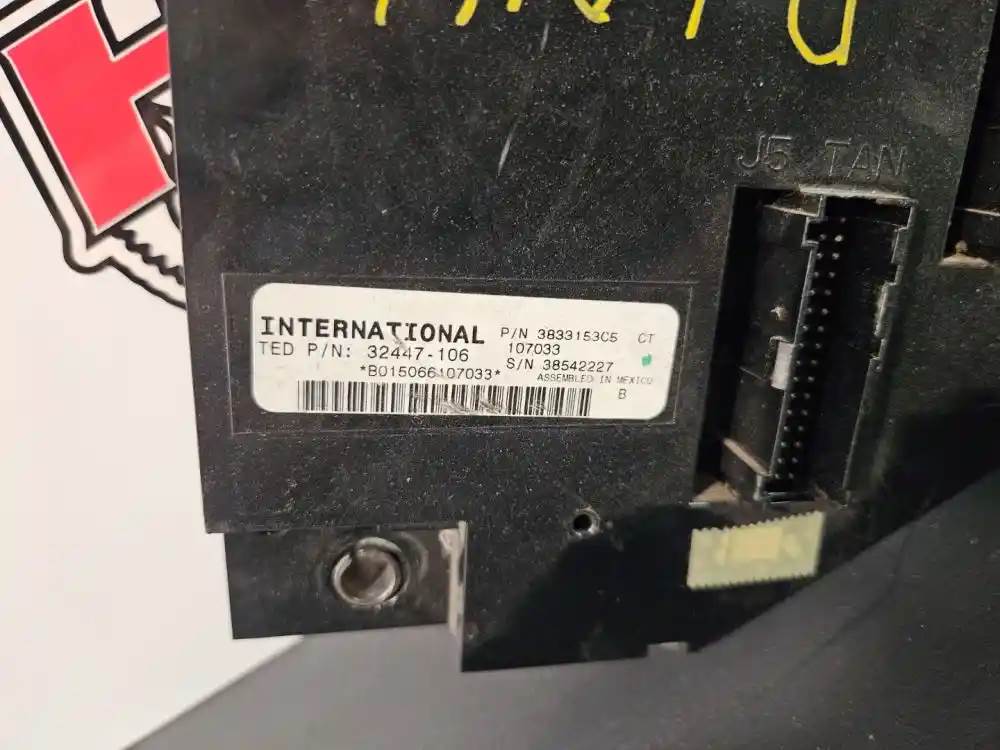 J5 TAN
INTERNATIONAL P/N 3833153C5 CT
TED P/N: 32447-106 107033
S/N 38542227
*B015066107033* ASSEMBLED IN MEXICO
B